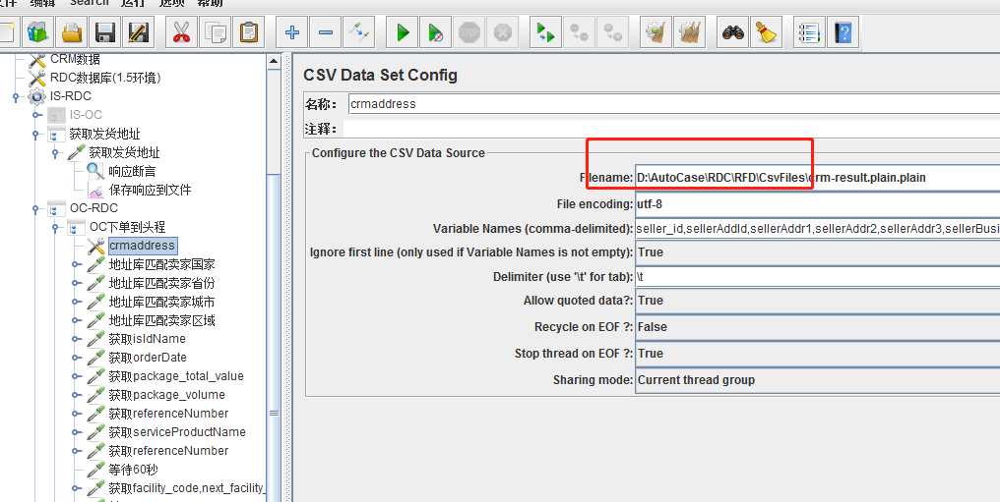 文件 编辑 Search 运行 选项 帮助
STOP
CRM数据
RDC数据库(1.5环境)
IS-RDC
IS-OC
获取发货地址
获取发货地址
响应断言
保存响应到文件
OC-RDC
OC下单到头程
crmaddress
地址库匹配卖家国家
地址库匹配卖家省份
地址库匹配卖家城市
地址库匹配卖家区域
获取isIdName
获取orderDate
获取package_total_value
获取package_volume
获取referenceNumber
获取serviceProductName
获取referenceNumber
等待60秒
获取facility_code,next_facility_
CSV Data Set Config
名称: crmaddress
注释:
Configure the CSV Data Source
Filename: D:\AutoCase\RDC\RFD\CsvFiles\crm-result.plain.plain
File encoding: utf-8
Variable Names (comma-delimited): seller_id,sellerAddId,sellerAddr1,sellerAddr2,sellerAddr3,sellerBusi
Ignore first line (only used if Variable Names is not empty): True
Delimiter (use '\t' for tab): \t
Allow quoted data?: True
Recycle on EOF ?: False
Stop thread on EOF ?: True
Sharing mode: Current thread group